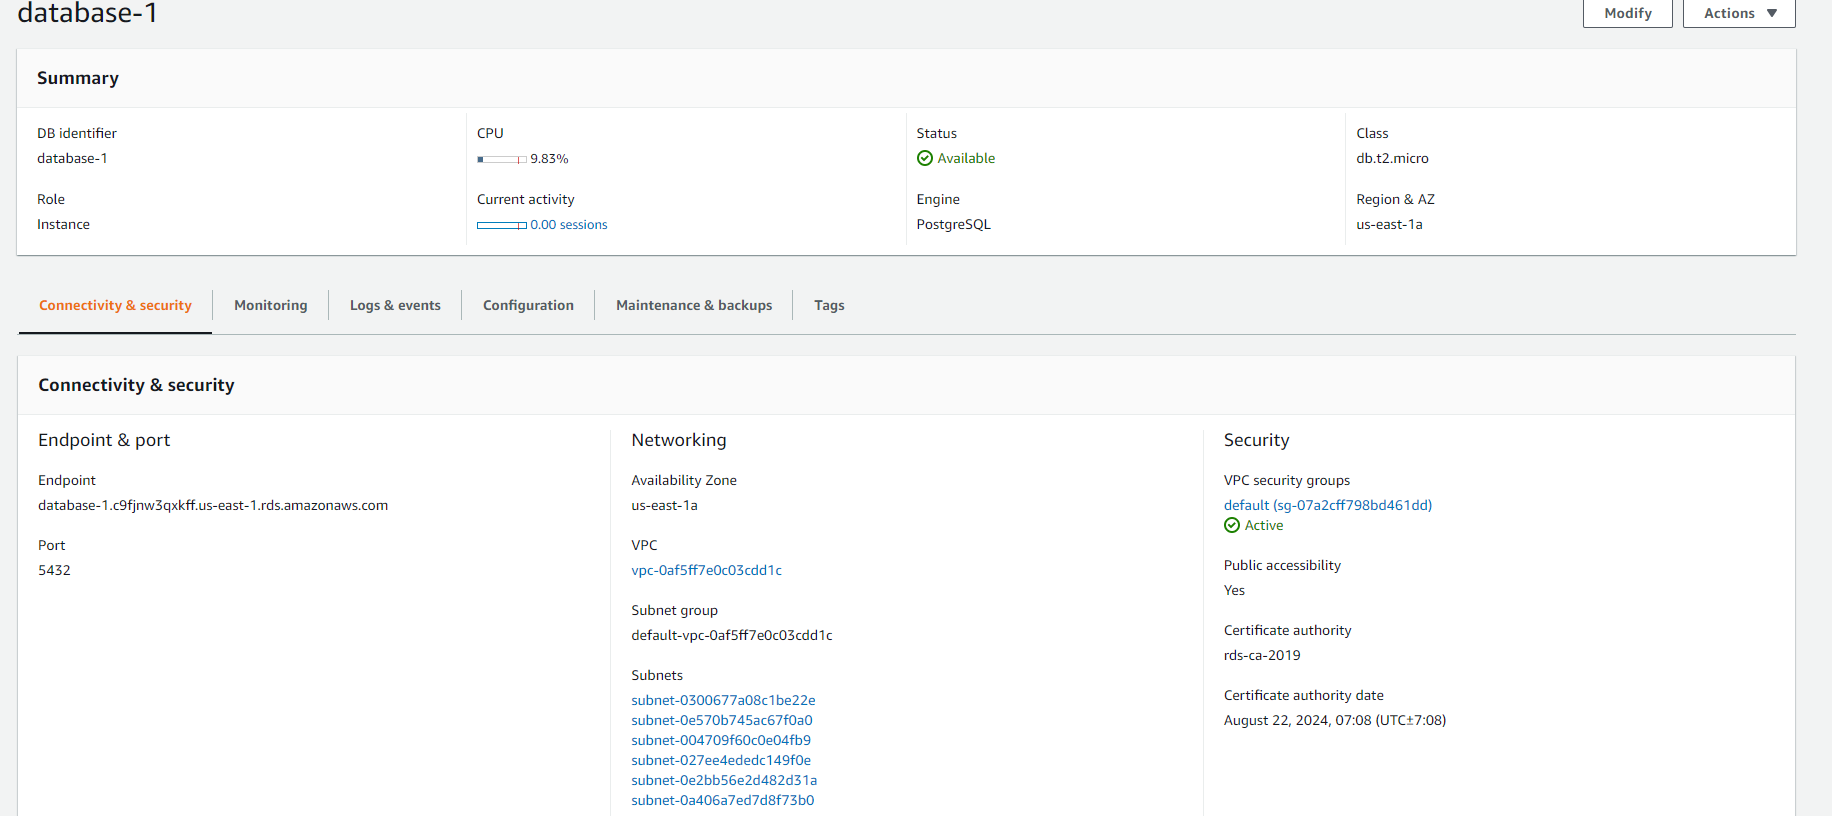 database-1
Modify
Actions
Summary
DB identifier
database-1
CPU
9.83%
Status
Available
Class
db.t2.micro
Role
Instance
Current activity
0.00 sessions
Engine
PostgreSQL
Region & AZ
us-east-1a
Connectivity & security
Monitoring
Logs & events
Configuration
Maintenance & backups
Tags
Connectivity & security
Endpoint & port
Endpoint
database-1.c9fjnw3qxkff.us-east-1.rds.amazonaws.com
Port
5432
Networking
Availability Zone
us-east-1a
VPC
vpc-0af5ff7e0c03cdd1c
Subnet group
default-vpc-0af5ff7e0c03cdd1c
Subnets
subnet-0300677a08c1be22e
subnet-0e570b745ac67f0a0
subnet-004709f60c0e04fb9
subnet-027ee4ededc149f0e
subnet-0e2bb56e2d482d31a
subnet-0a406a7ed7d8f73b0
Security
VPC security groups
default (sg-07a2cff798bd461dd)
Active
Public accessibility
Yes
Certificate authority
rds-ca-2019
Certificate authority date
August 22, 2024, 07:08 (UTC±7:08)